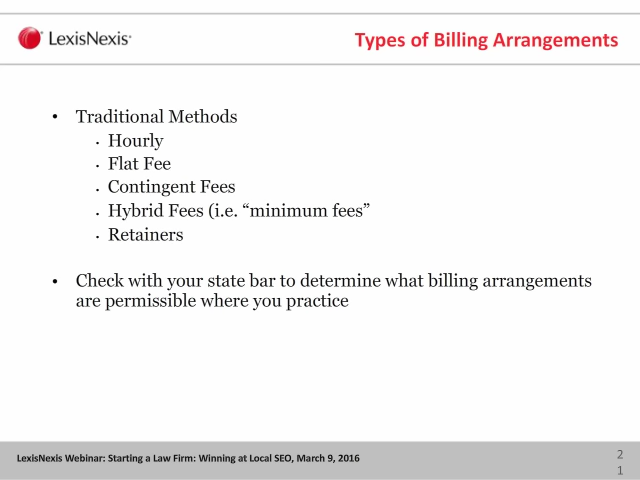 LexisNexis®
Types of Billing Arrangements
• Traditional Methods
• Hourly
• Flat Fee
• Contingent Fees
• Hybrid Fees (i.e. “minimum fees”
• Retainers
• Check with your state bar to determine what billing arrangements
are permissible where you practice
LexisNexis Webinar: Starting a Law Firm: Winning at Local SEO, March 9, 2016
2
1